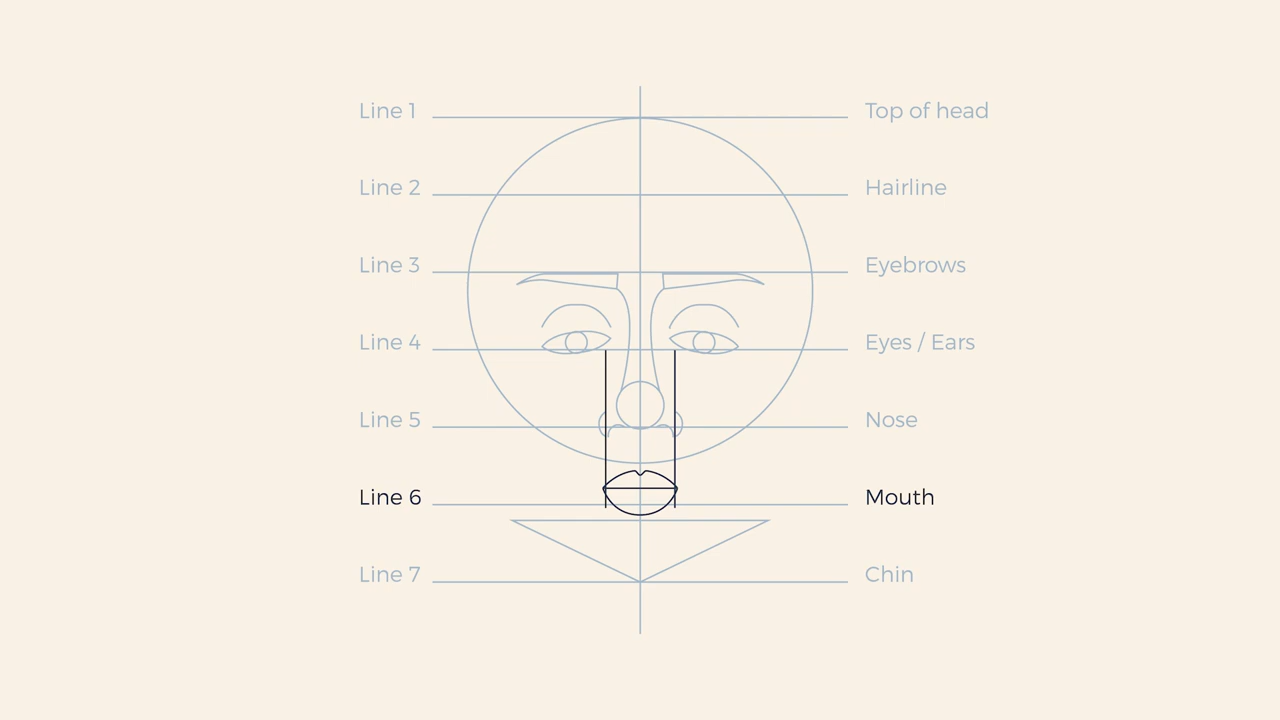 Line 1 Top of head
Line 2 Hairline
Line 3 Eyebrows
Line 4 Eyes / Ears
Line 5 Nose
Line 6 Mouth
Line 7 Chin